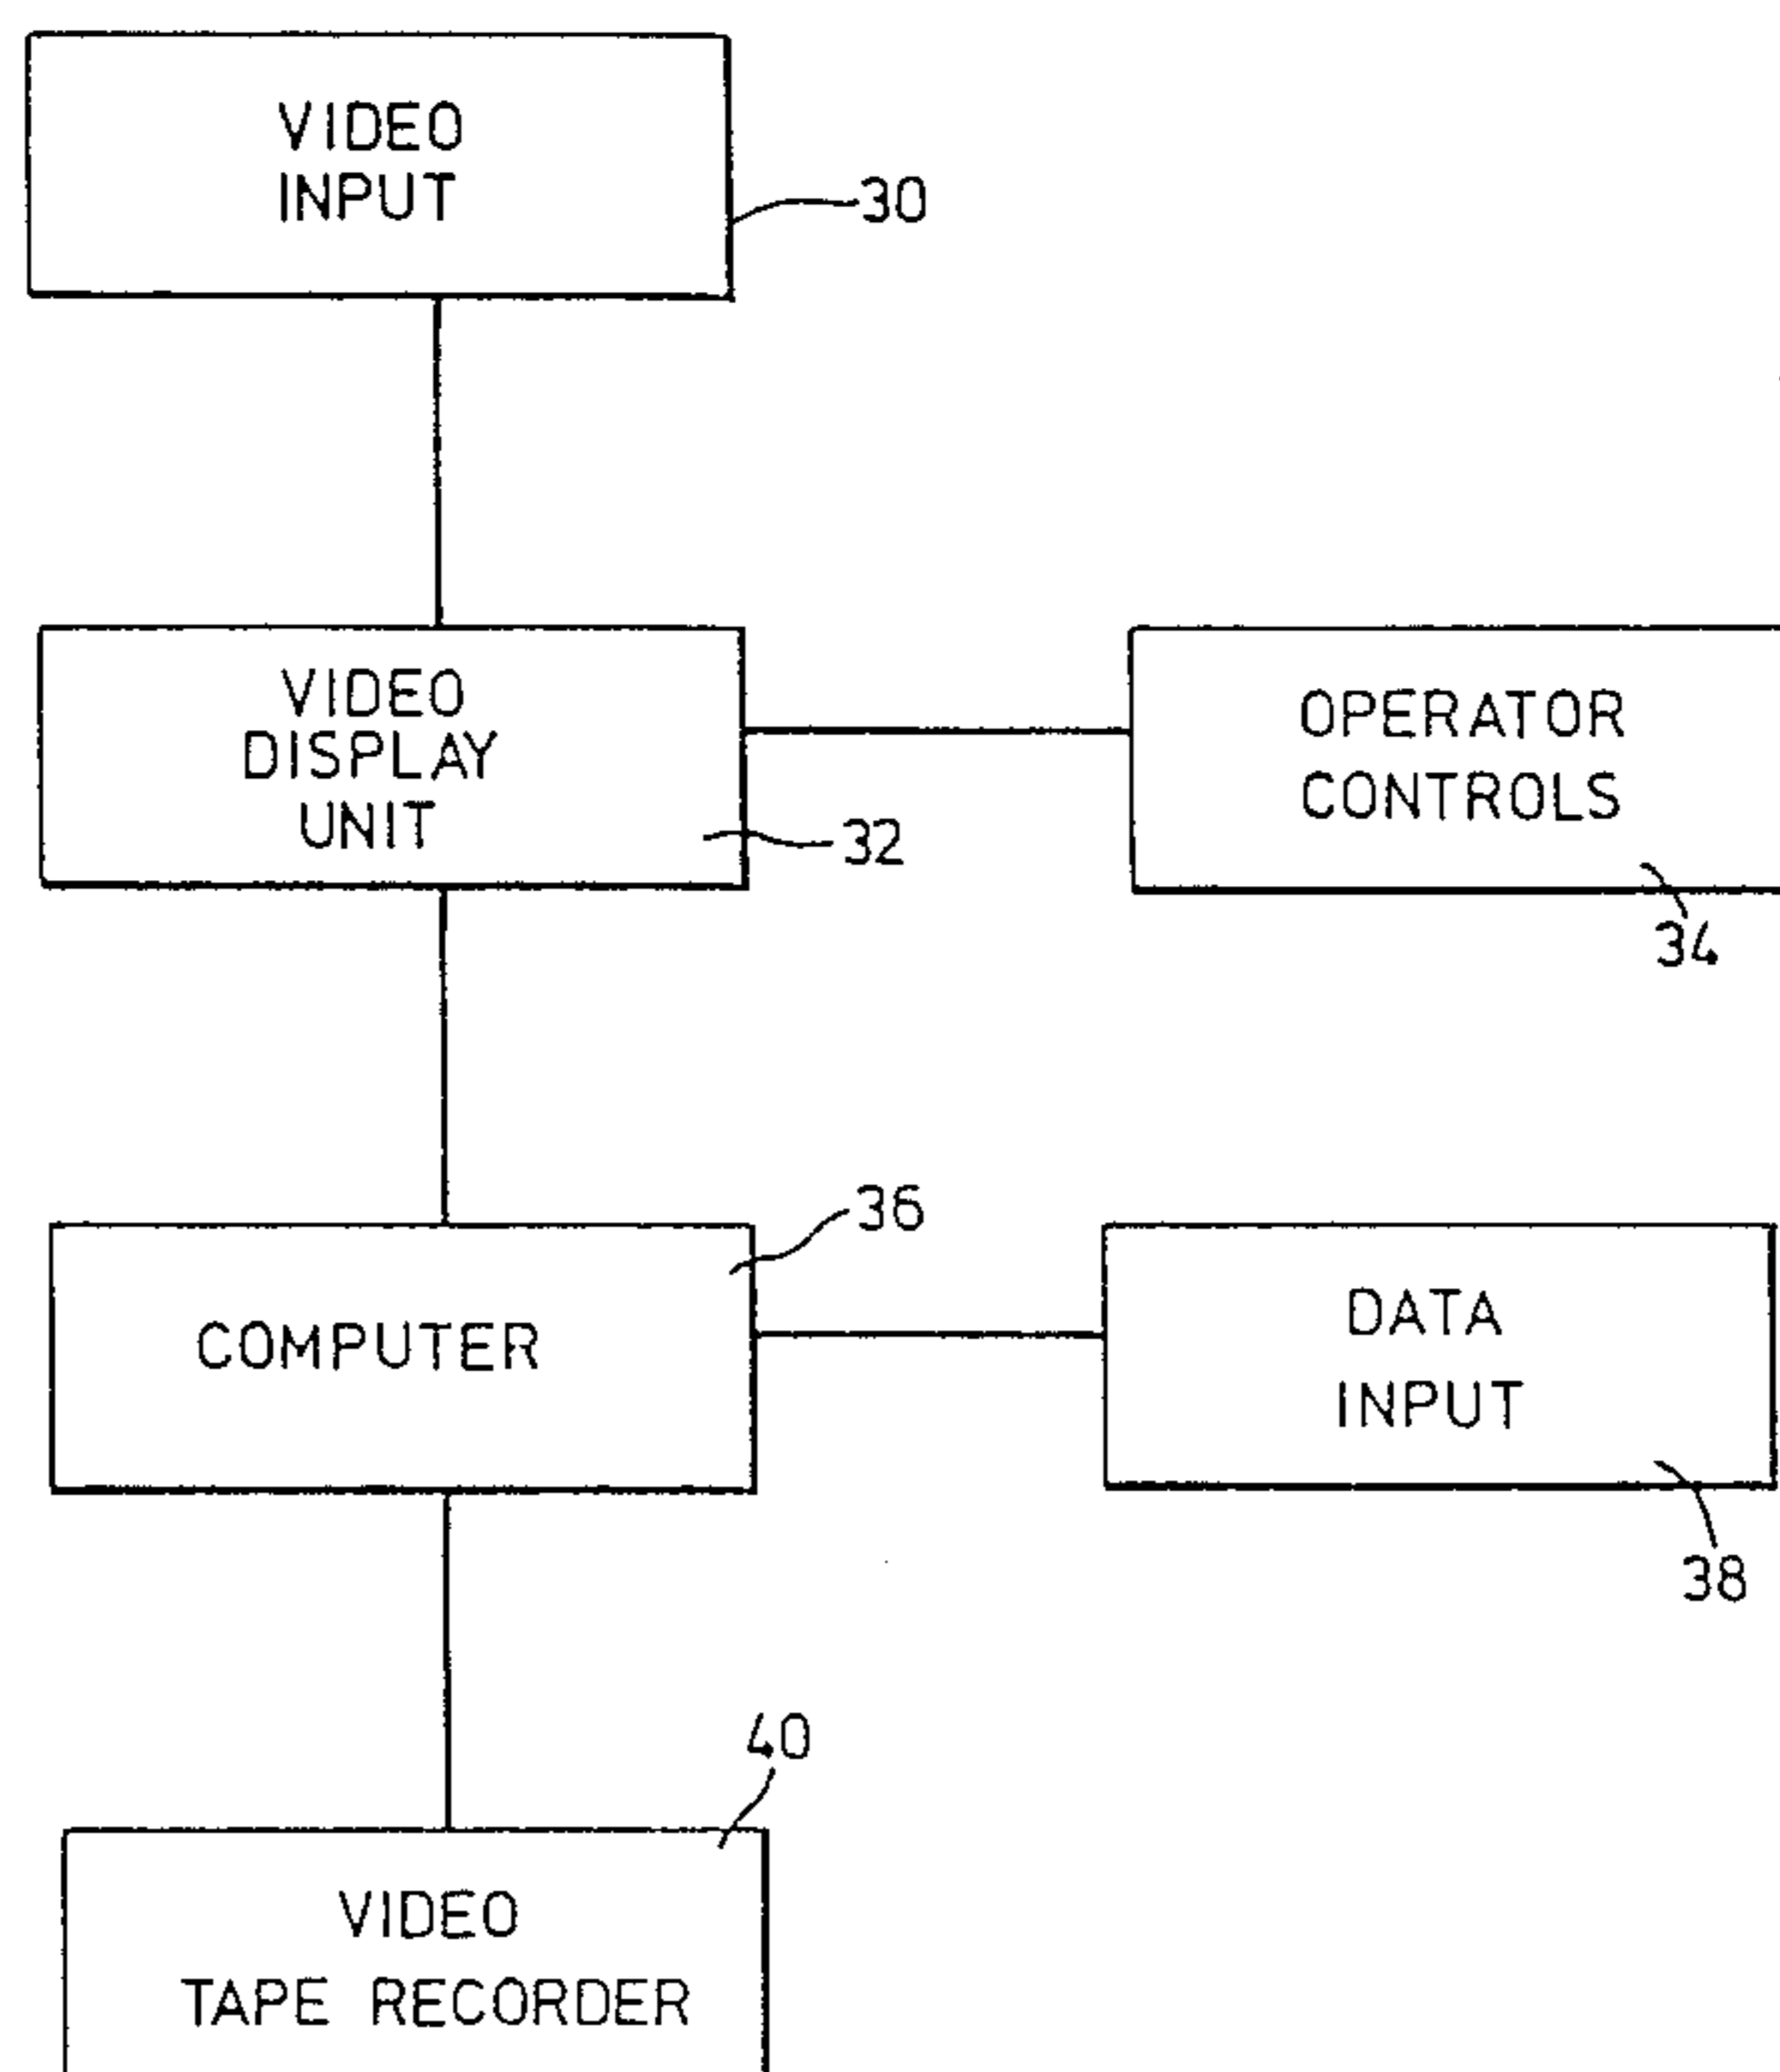 VIDEO
INPUT
30
VIDEO
DISPLAY
UNIT
32
OPERATOR
CONTROLS
34
36
COMPUTER
DATA
INPUT
38
40
VIDEO
TAPE RECORDER